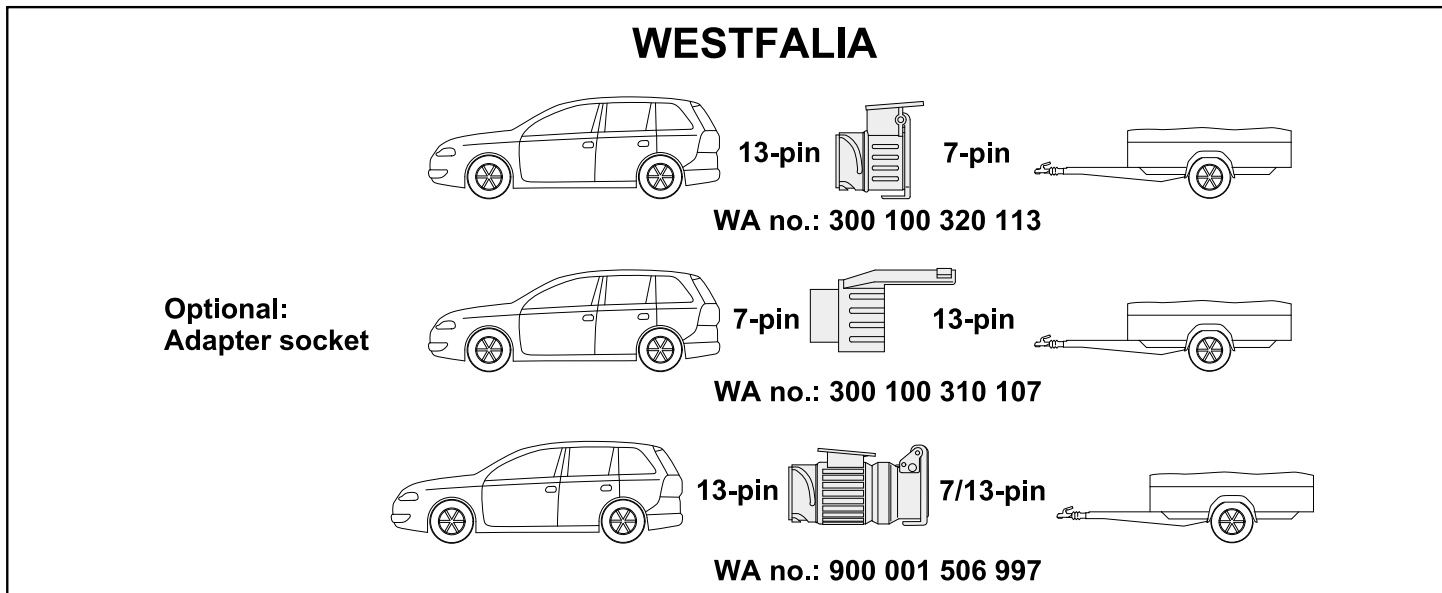 WESTFALIA
13-pin 7-pin
WA no.: 300 100 320 113
Optional:
Adapter socket
7-pin 13-pin
WA no.: 300 100 310 107
13-pin 7/13-pin
WA no.: 900 001 506 997